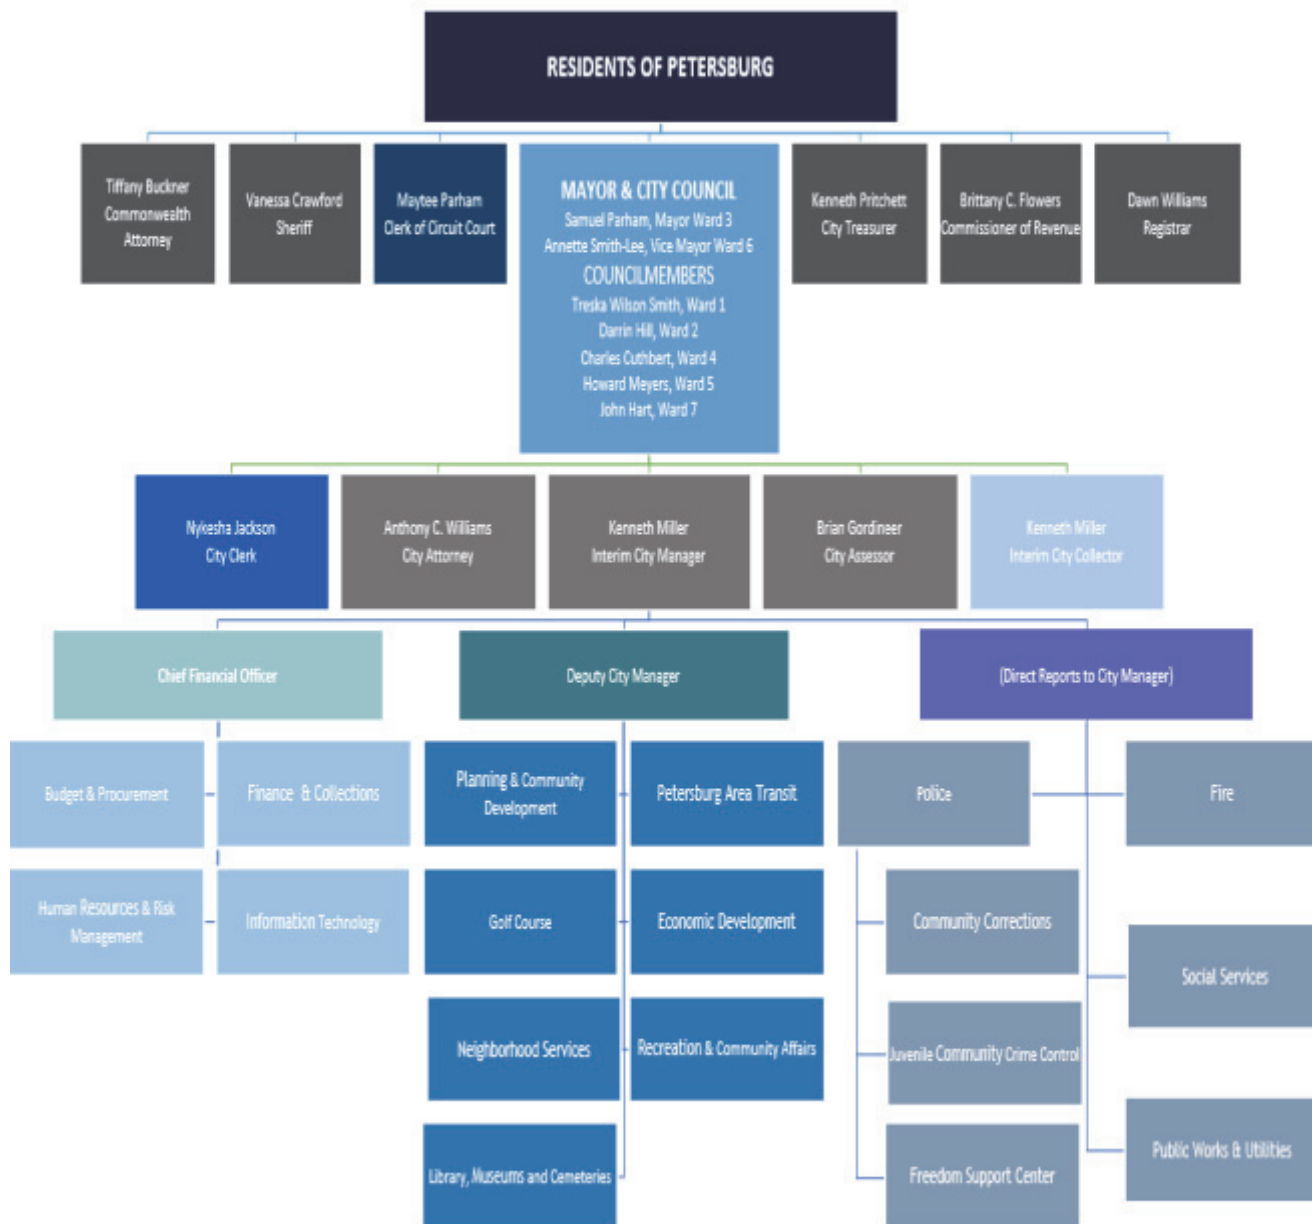 RESIDENTS OF PETERSBURG
Tiffany Buckner
Commonwealth
Attorney
Vanessa Crawford
Sheriff
Maytee Parham
Clerk of Circuit Court
MAYOR & CITY COUNCIL
Samuel Parham, Mayor Ward 3
Annette Smith-Lee, Vice Mayor Ward 6
COUNCILMEMBERS
Treska Wilson Smith, Ward 1
Darrin Hill, Ward 2
Charles Cuthbert, Ward 4
Howard Meyers, Ward 5
John Hart, Ward 7
Kenneth Pritchett
City Treasurer
Brittany C. Flowers
Commissioner of Revenue
Dawn Williams
Registrar
Nykesha Jackson
City Clerk
Anthony C. Williams
City Attorney
Kenneth Miller
Interim City Manager
Brian Gordineer
City Assessor
Kenneth Miller
Interim City Collector
Chief Financial Officer
Deputy City Manager
(Direct Reports to City Manager)
Budget & Procurement
Finance & Collections
Human Resources & Risk
Management
Information Technology
Planning & Community
Development
Petersburg Area Transit
Golf Course
Economic Development
Neighborhood Services
Recreation & Community Affairs
Library, Museums and Cemeteries
Police
Fire
Community Corrections
Social Services
Juvenile Community Crime Control
Freedom Support Center
Public Works & Utilities